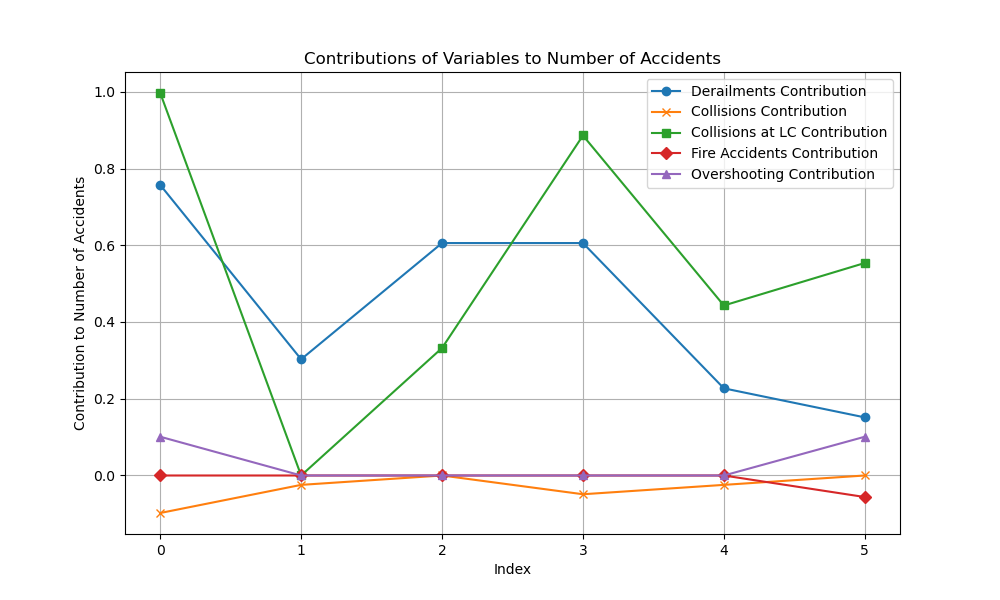 Contributions of Variables to Number of Accidents
Derailments Contribution
Collisions Contribution
Collisions at LC Contribution
Fire Accidents Contribution
Overshooting Contribution
Contribution to Number of Accidents
1.0
0.8
0.6
0.4
0.2
0.0
0 1 2 3 4 5
Index